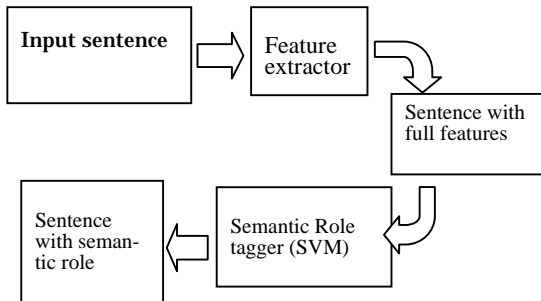 Input sentence
Feature
extractor
Sentence with
full features
Semantic Role
tagger (SVM)
Sentence
with seman-
tic role